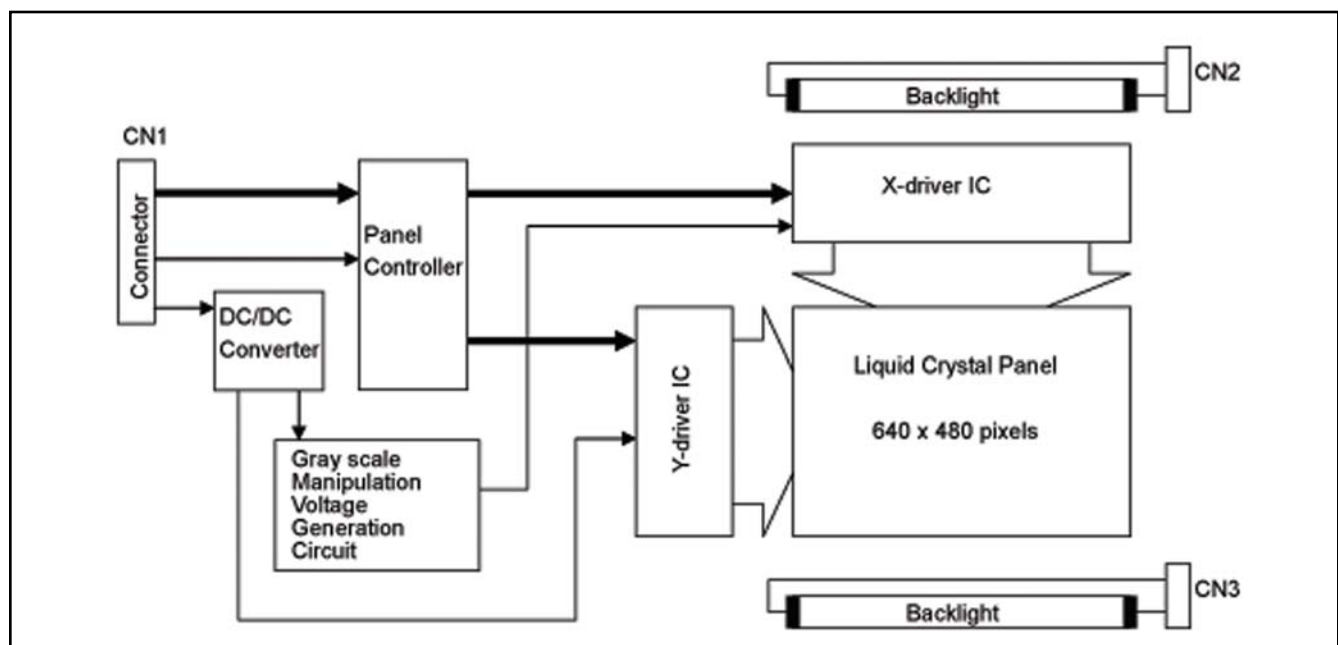 CN2
Backlight
CN1
Connector
X-driver IC
Panel
Controller
DC/DC
Converter
Y-driver IC
Liquid Crystal Panel
640 x 480 pixels
Gray scale
Manipulation
Voltage
Generation
Circuit
CN3
Backlight